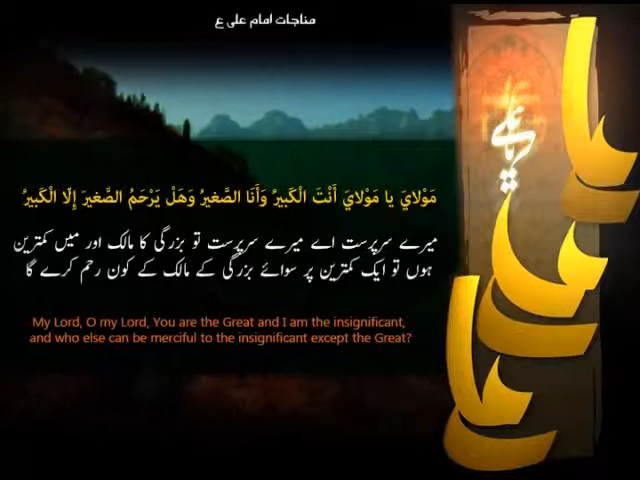 مناجات امام علی ع
مَوْلايَ يا مَوْلايَ أَنْتَ الْكَبيرُ وَأَنَا الصَّغيرُ وَهَلْ يَرْحَمُ الصَّغيرَ إِلّا الْكَبيرُ
میرے سرپرست اے میرے سرپرست تو بزرگی کا مالک اور میں کمترین
ہوں تو ایک کمترین پر سوائے بزرگی کے مالک کے کون رحم کرے گا
My Lord, O my Lord, You are the Great and I am the insignificant,
and who else can be merciful to the insignificant except the Great?